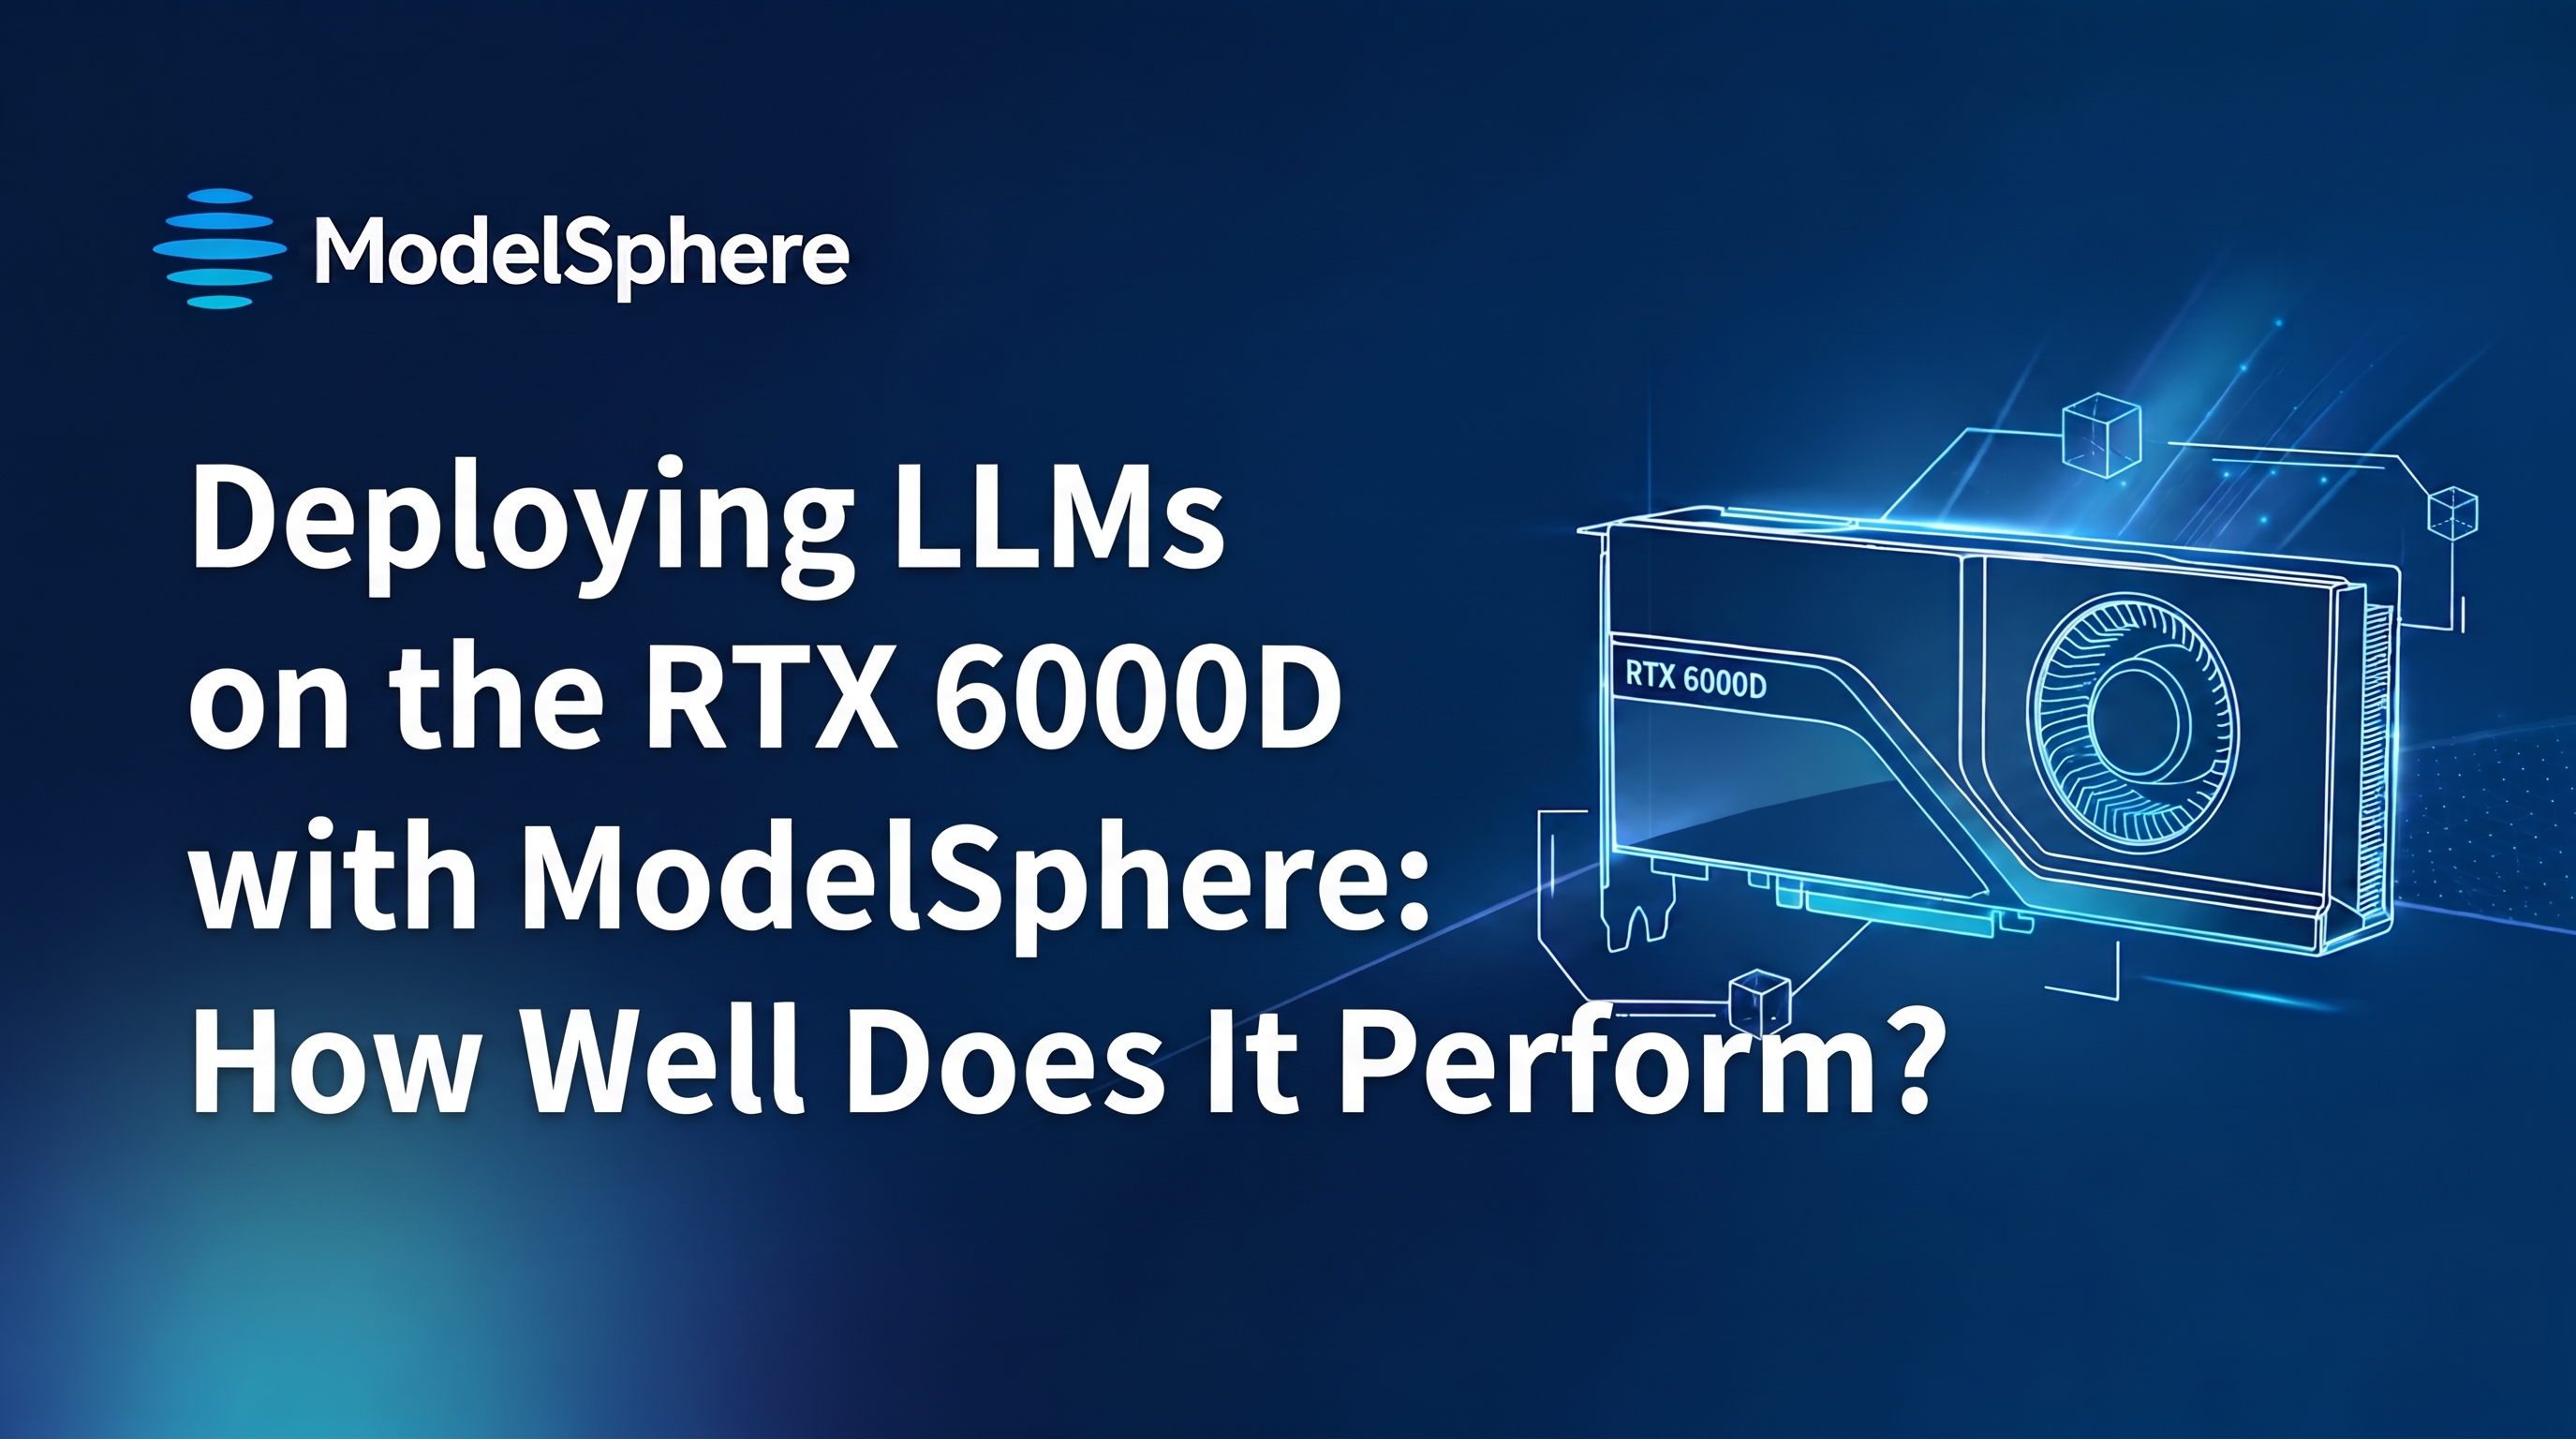 ModelSphere
Deploying LLMs
on the RTX 6000D
with ModelSphere:
How Well Does It Perform?
RTX 6000D